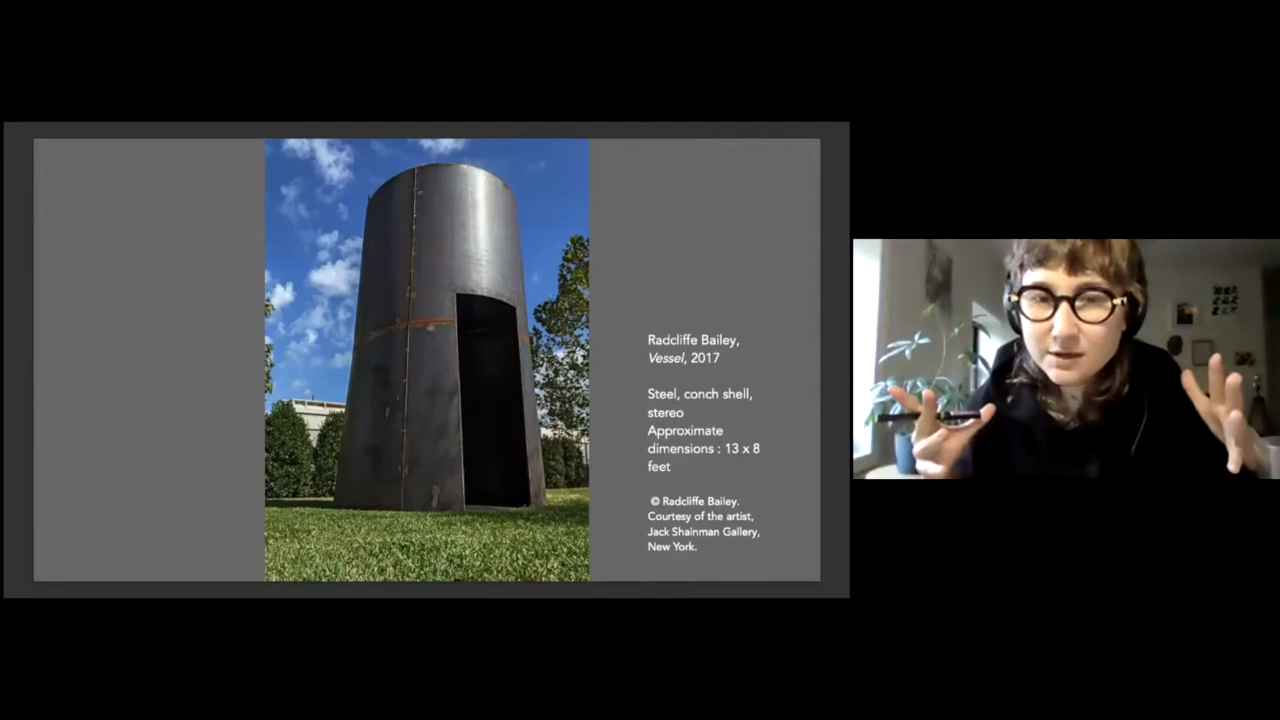 Radcliffe Bailey,
Vessel, 2017
Steel, conch shell,
stereo
Approximate
dimensions : 13 x 8
feet
© Radcliffe Bailey.
Courtesy of the artist,
Jack Shainman Gallery,
New York.